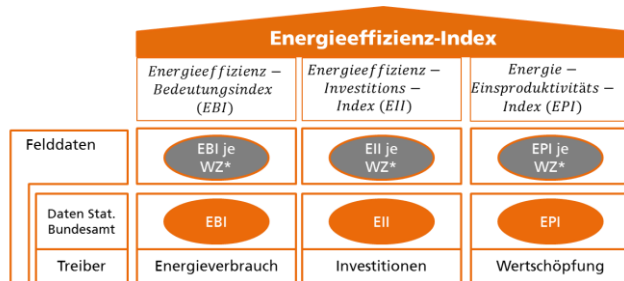 Energieeffizienz-Index
Energieeffizienz −
Bedeutungsindex
(EBI)
Energieeffizienz −
Investitions −
Index (EII)
Energie −
Einsproduktivitäts −
Index (EPI)
Felddaten
EBI je
WZ*
EII je
WZ*
EPI je
WZ*
Daten Stat.
Bundesamt
EBI
EII
EPI
Treiber
Energieverbrauch
Investitionen
Wertschöpfung